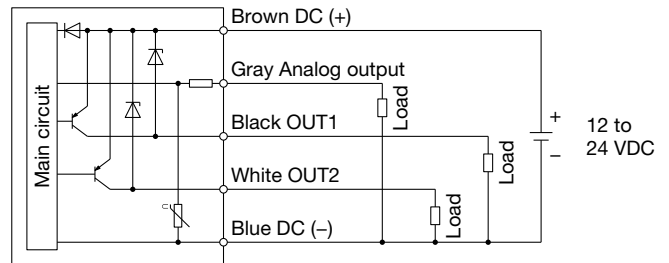 Brown DC (+)
Gray Analog output
Black OUT1
White OUT2
Blue DC (−)
Main circuit
Load
Load
Load
+
−
12 to
24 VDC